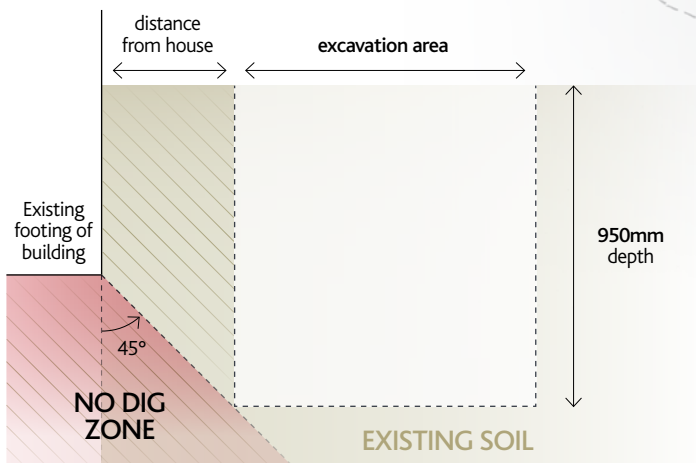 distance
from house
excavation area
Existing
footing of
building
950mm
depth
45°
NO DIG
ZONE
EXISTING SOIL